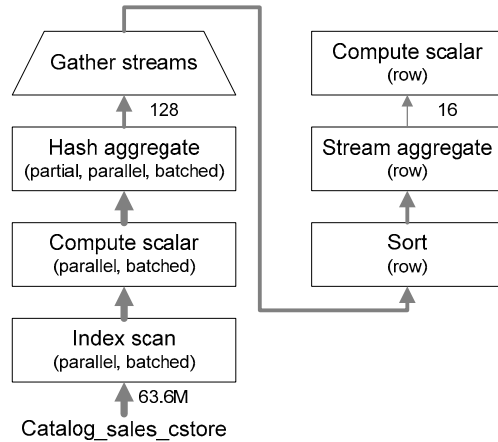 Gather streams
128
Hash aggregate
(partial, parallel, batched)
Compute scalar
(parallel, batched)
Index scan
(parallel, batched)
63.6M
Catalog_sales_cstore
Compute scalar
(row)
16
Stream aggregate
(row)
Sort
(row)